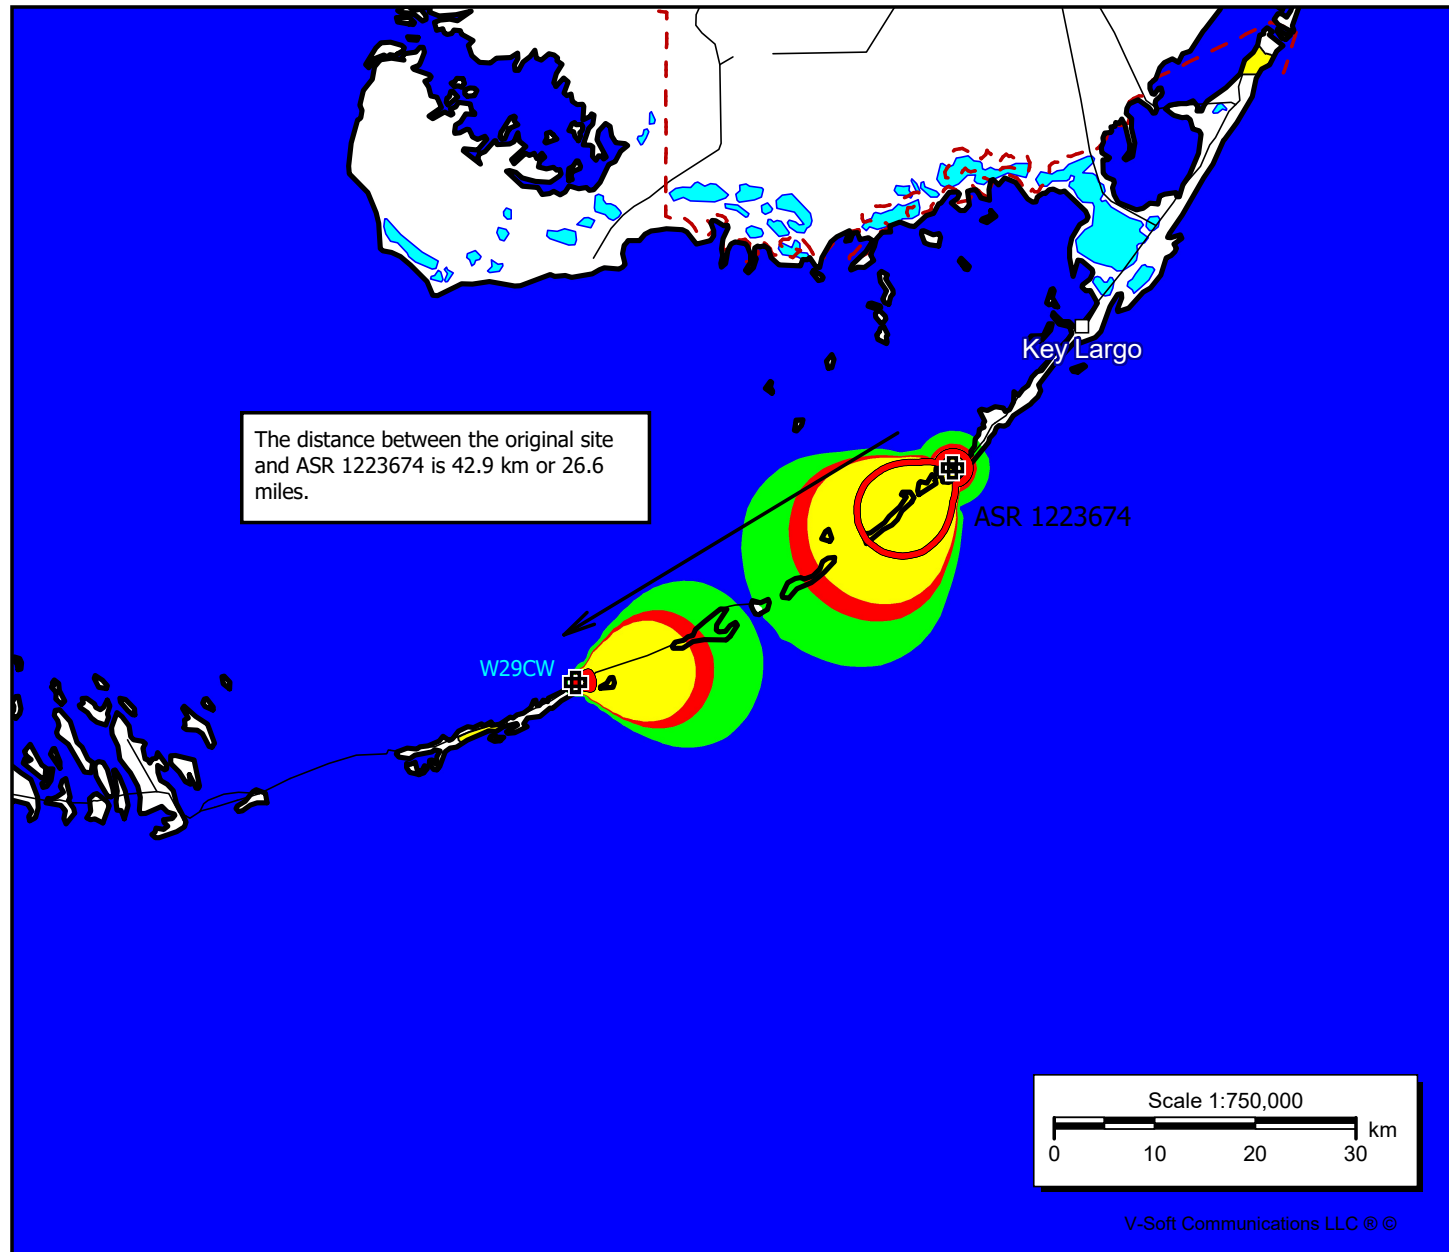 Key Largo
The distance between the original site
and ASR 1223674 is 42.9 km or 26.6
miles.
ASR 1223674
W29CW
Scale 1:750,000
km
0 10 20 30
V-Soft Communications LLC ® ©